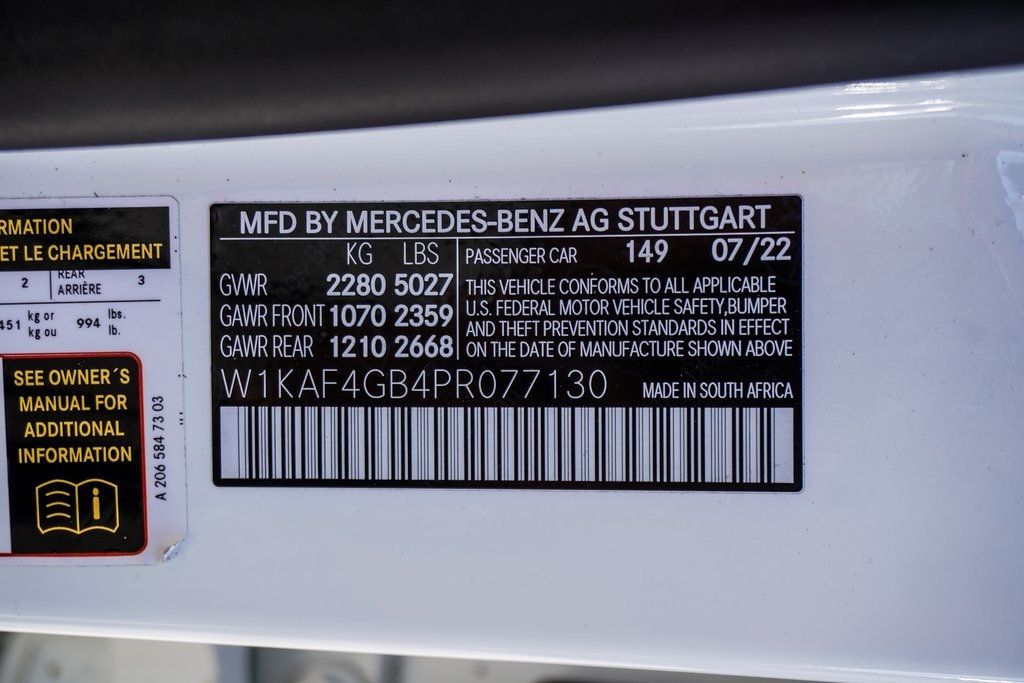 RMATION
ET LE CHARGEMENT
2 REAR ARRIÈRE 3
451 kg or kg ou 994 lbs. lb.
SEE OWNER´S
MANUAL FOR
ADDITIONAL
INFORMATION
A 206 584 73 03
MFD BY MERCEDES-BENZ AG STUTTGART
KG LBS
GVWR 2280 5027
GAWR FRONT 1070 2359
GAWR REAR 1210 2668
PASSENGER CAR 149 07/22
THIS VEHICLE CONFORMS TO ALL APPLICABLE
U.S. FEDERAL MOTOR VEHICLE SAFETY,BUMPER
AND THEFT PREVENTION STANDARDS IN EFFECT
ON THE DATE OF MANUFACTURE SHOWN ABOVE
W1KAF4GB4PR077130 MADE IN SOUTH AFRICA